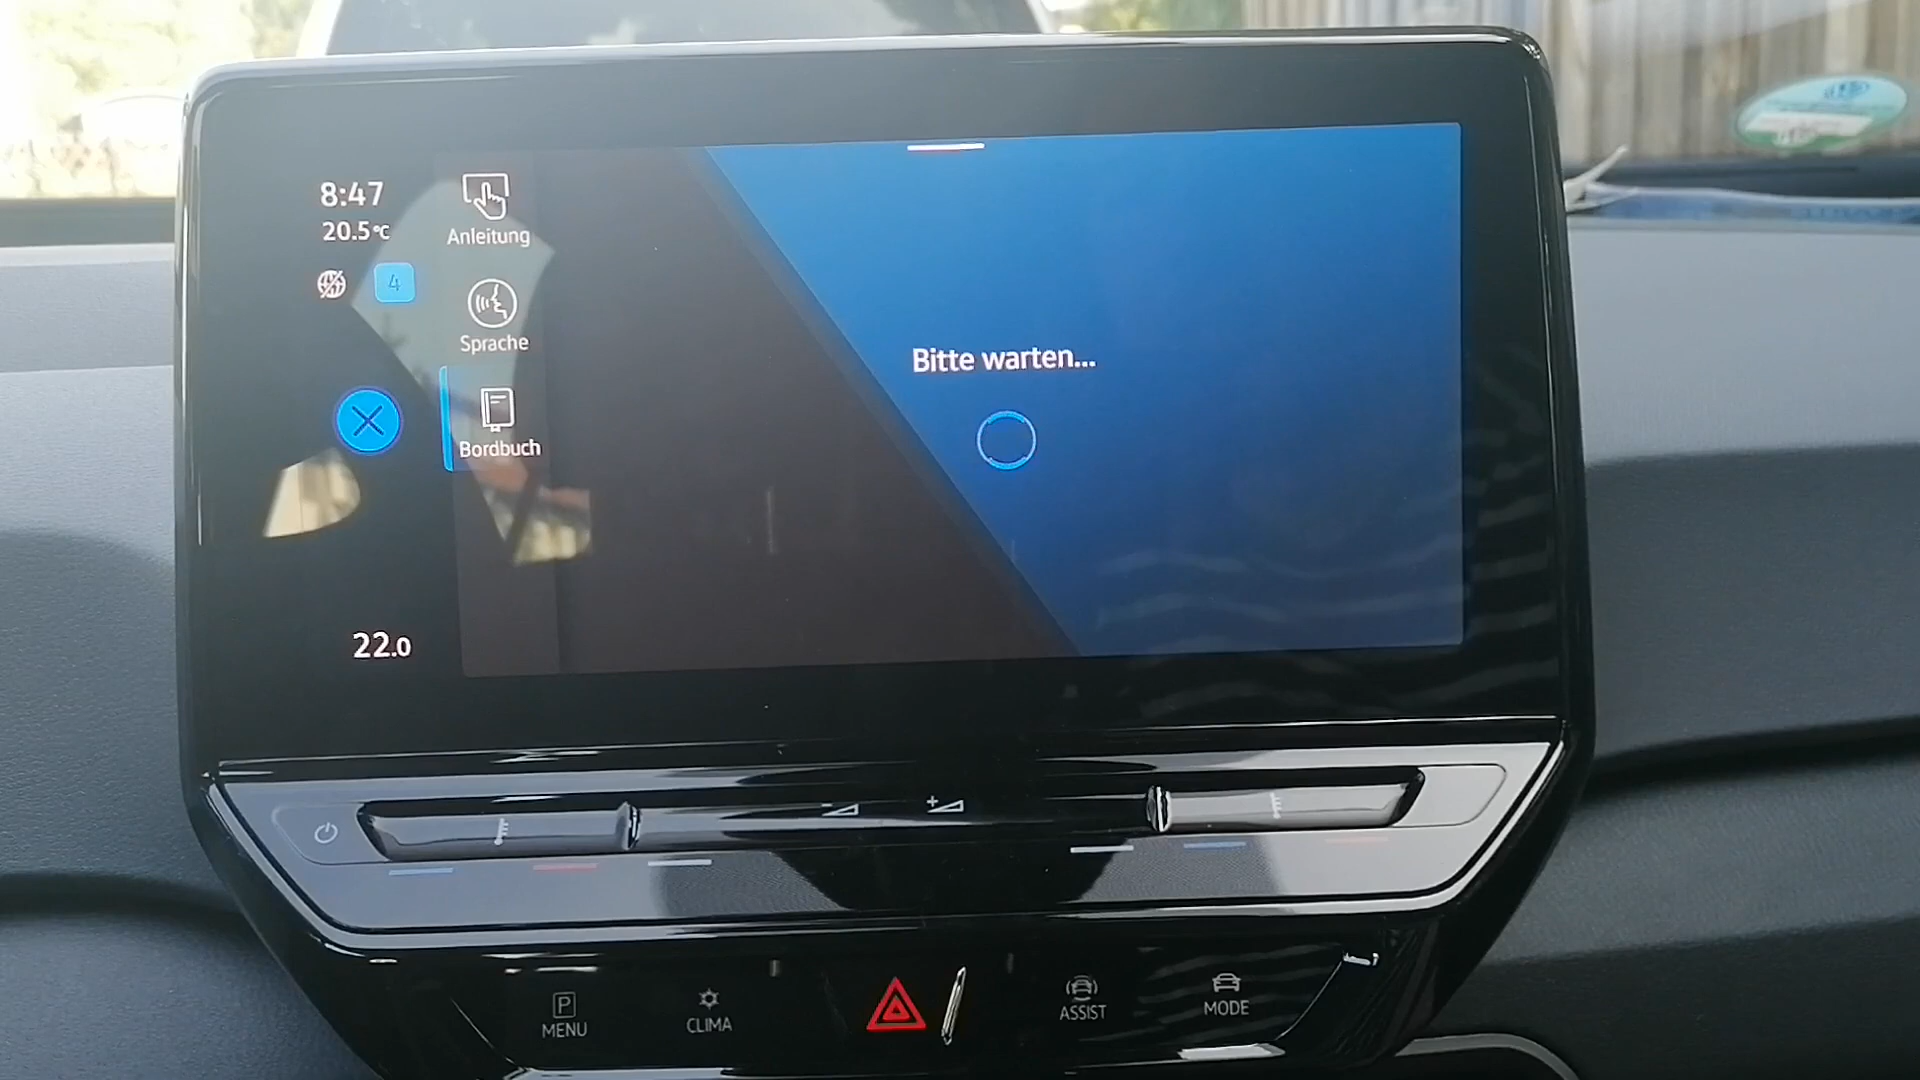 8:47
20.5°C
4
Anleitung
Sprache
Bordbuch
Bitte warten...
22.0
P
MENU
CLIMA
ASSIST
MODE